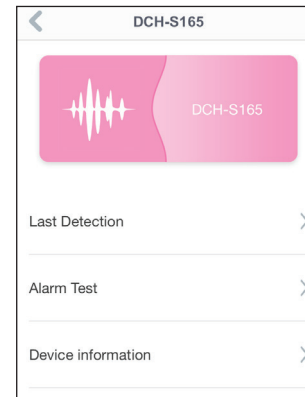 DCH-S165
DCH-S165
Last Detection
Alarm Test
Device information